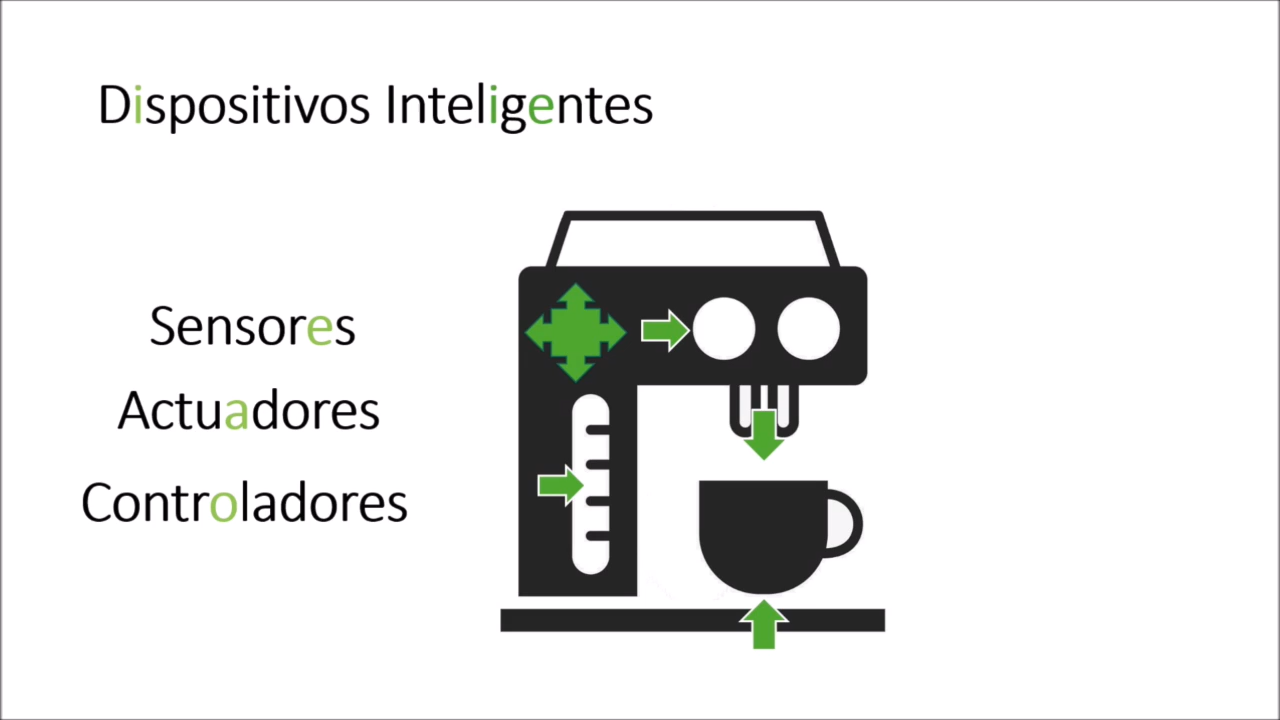 Dispositivos Inteligentes
Sensores
Actuadores
Controladores